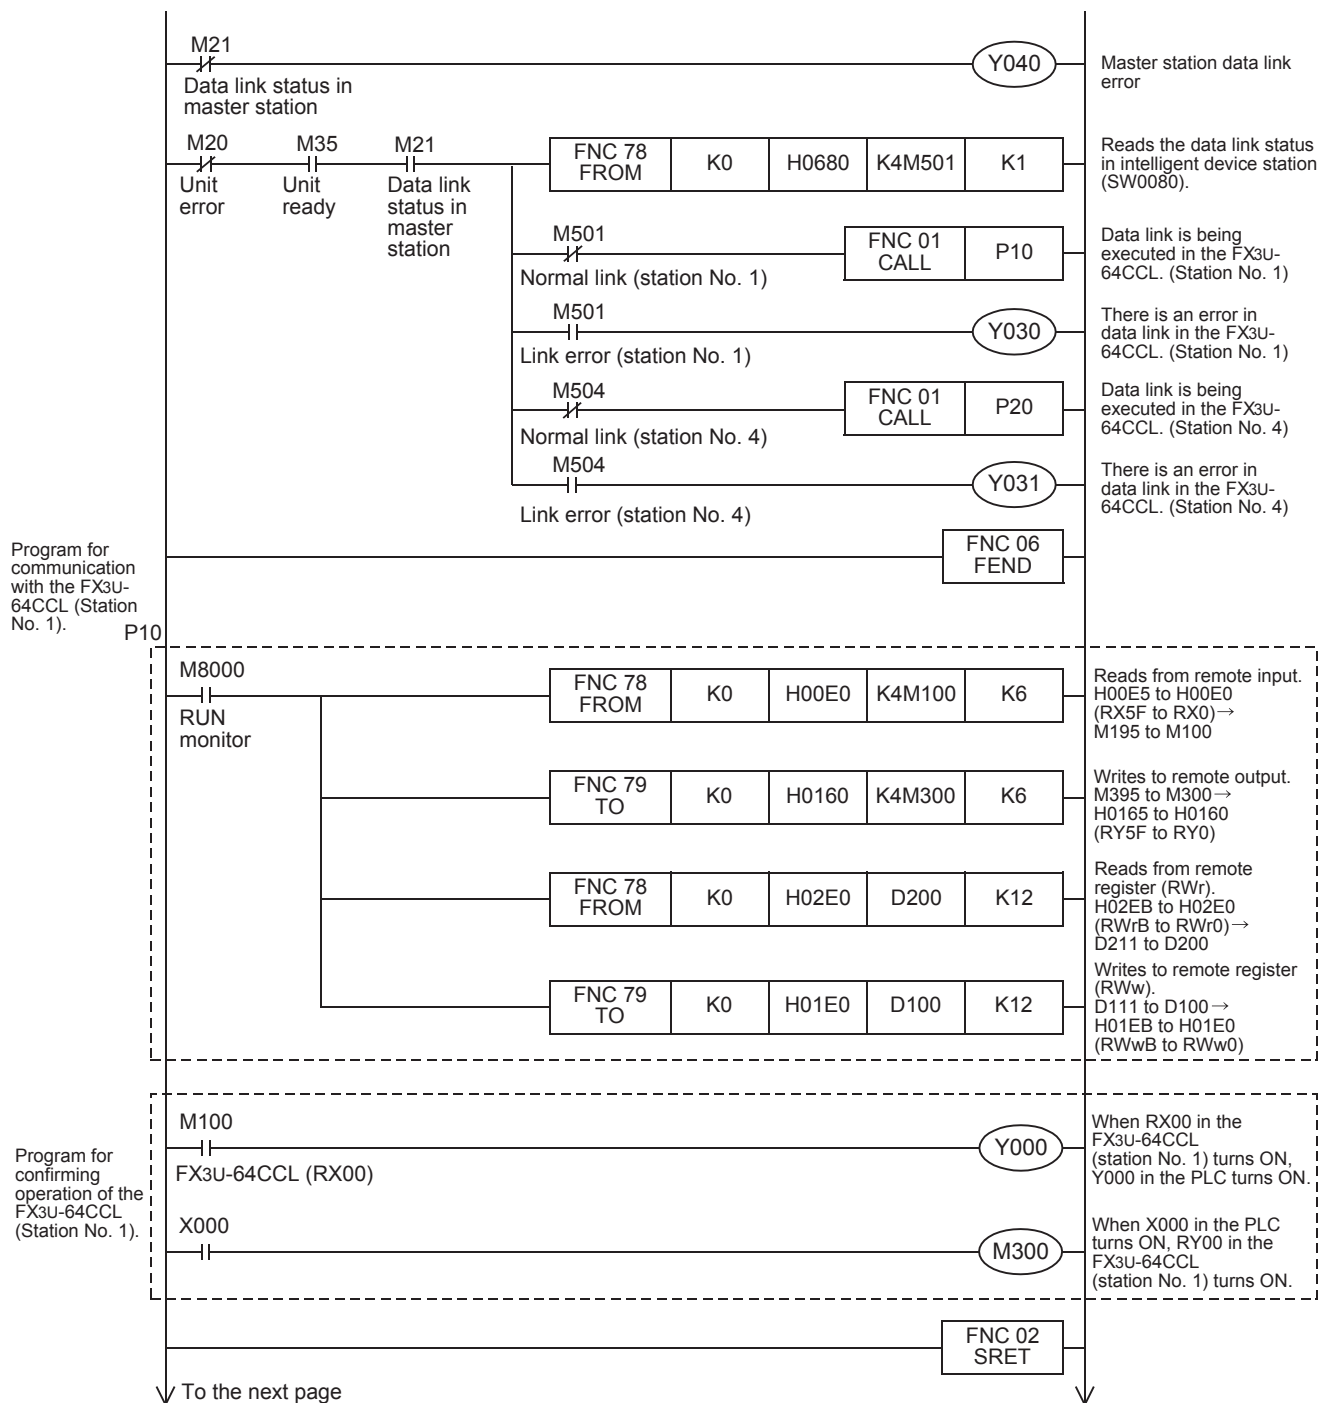 M21
Y040
Master station data link
error
Data link status in
master station
M20
M35
M21
FNC 78
FROM
K0
H0680
K4M501
K1
Reads the data link status
in intelligent device station
(SW0080).
Unit
error
Unit
ready
Data link
status in
master
station
M501
Normal link (station No. 1)
FNC 01
CALL
P10
Data link is being
executed in the FX3U-
64CCL. (Station No. 1)
M501
Link error (station No. 1)
Y030
There is an error in
data link in the FX3U-
64CCL. (Station No. 1)
M504
Normal link (station No. 4)
FNC 01
CALL
P20
Data link is being
executed in the FX3U-
64CCL. (Station No. 4)
M504
Link error (station No. 4)
Y031
There is an error in
data link in the FX3U-
64CCL. (Station No. 4)
FNC 06
FEND
Program for
communication
with the FX3U-
64CCL (Station
No. 1).
P10
M8000
RUN
monitor
FNC 78
FROM
K0
H00E0
K4M100
K6
Reads from remote input.
H00E5 to H00E0
(RX5F to RX0)→
M195 to M100
FNC 79
TO
K0
H0160
K4M300
K6
Writes to remote output.
M395 to M300→
H0165 to H0160
(RY5F to RY0)
FNC 78
FROM
K0
H02E0
D200
K12
Reads from remote
register (RWr).
H02EB to H02E0
(RWrB to RWr0)→
D211 to D200
FNC 79
TO
K0
H01E0
D100
K12
Writes to remote register
(RWw).
D111 to D100→
H01EB to H01E0
(RWwB to RWw0)
Program for
confirming
operation of the
FX3U-64CCL
(Station No. 1).
M100
FX3U-64CCL (RX00)
Y000
When RX00 in the
FX3U-64CCL
(station No. 1) turns ON,
Y000 in the PLC turns ON.
X000
M300
When X000 in the PLC
turns ON, RY00 in the
FX3U-64CCL
(station No. 1) turns ON.
FNC 02
SRET
To the next page